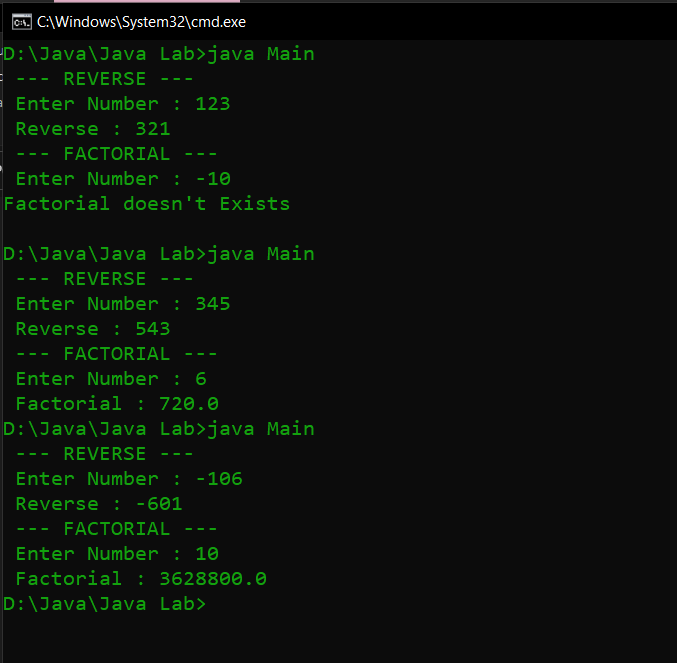 C:\Windows\System32\cmd.exe
D:\Java\Java Lab>java Main
--- REVERSE ---
Enter Number : 123
Reverse : 321
--- FACTORIAL ---
Enter Number : -10
Factorial doesn't Exists
D:\Java\Java Lab>java Main
--- REVERSE ---
Enter Number : 345
Reverse : 543
--- FACTORIAL ---
Enter Number : 6
Factorial : 720.0
D:\Java\Java Lab>java Main
--- REVERSE ---
Enter Number : -106
Reverse : -601
--- FACTORIAL ---
Enter Number : 10
Factorial : 3628800.0
D:\Java\Java Lab>